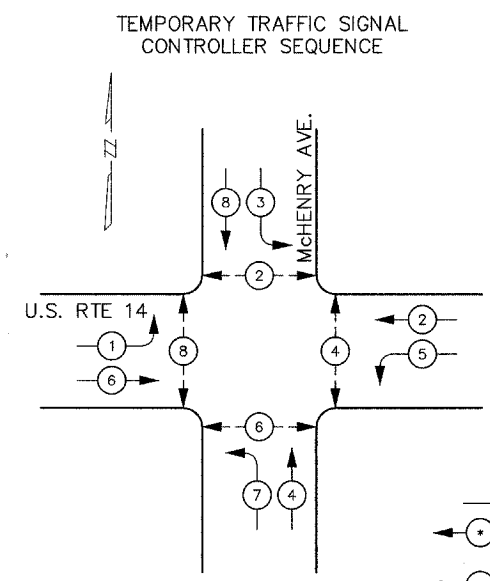 TEMPORARY TRAFFIC SIGNAL
CONTROLLER SEQUENCE
N
McHENRY AVE.
8 3
2
U.S. RTE 14
1
6
8
4
2
5
6
7 4
*